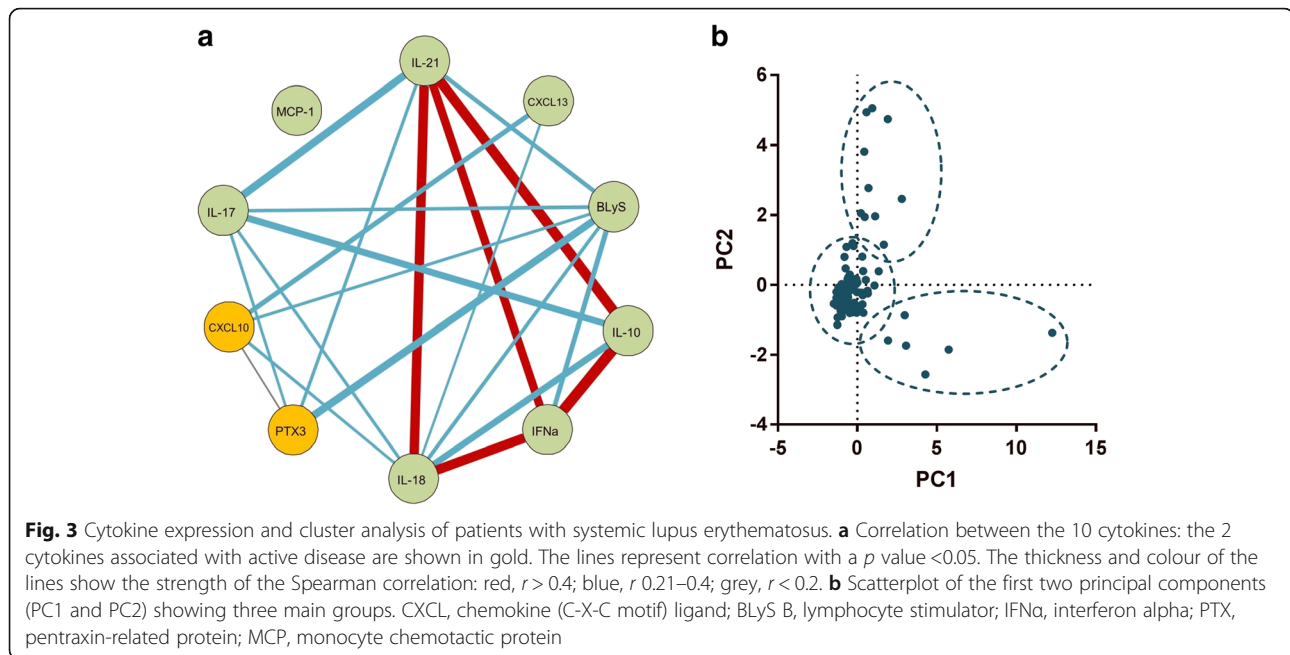 a
IL-21
CXCL13
MCP-1
BLyS
IL-17
IL-10
CXCL10
PTX3
IFNa
IL-18
b
6
4
2
0
-2
-4
PC2
-5 0 5 10 15
PC1
Fig. 3 Cytokine expression and cluster analysis of patients with systemic lupus erythematosus. a Correlation between the 10 cytokines: the 2
cytokines associated with active disease are shown in gold. The lines represent correlation with a p value <0.05. The thickness and colour of the
lines show the strength of the Spearman correlation: red, r > 0.4; blue, r 0.21–0.4; grey, r < 0.2. b Scatterplot of the first two principal components
(PC1 and PC2) showing three main groups. CXCL, chemokine (C-X-C motif) ligand; BLyS B, lymphocyte stimulator; IFNα, interferon alpha; PTX,
pentraxin-related protein; MCP, monocyte chemotactic protein